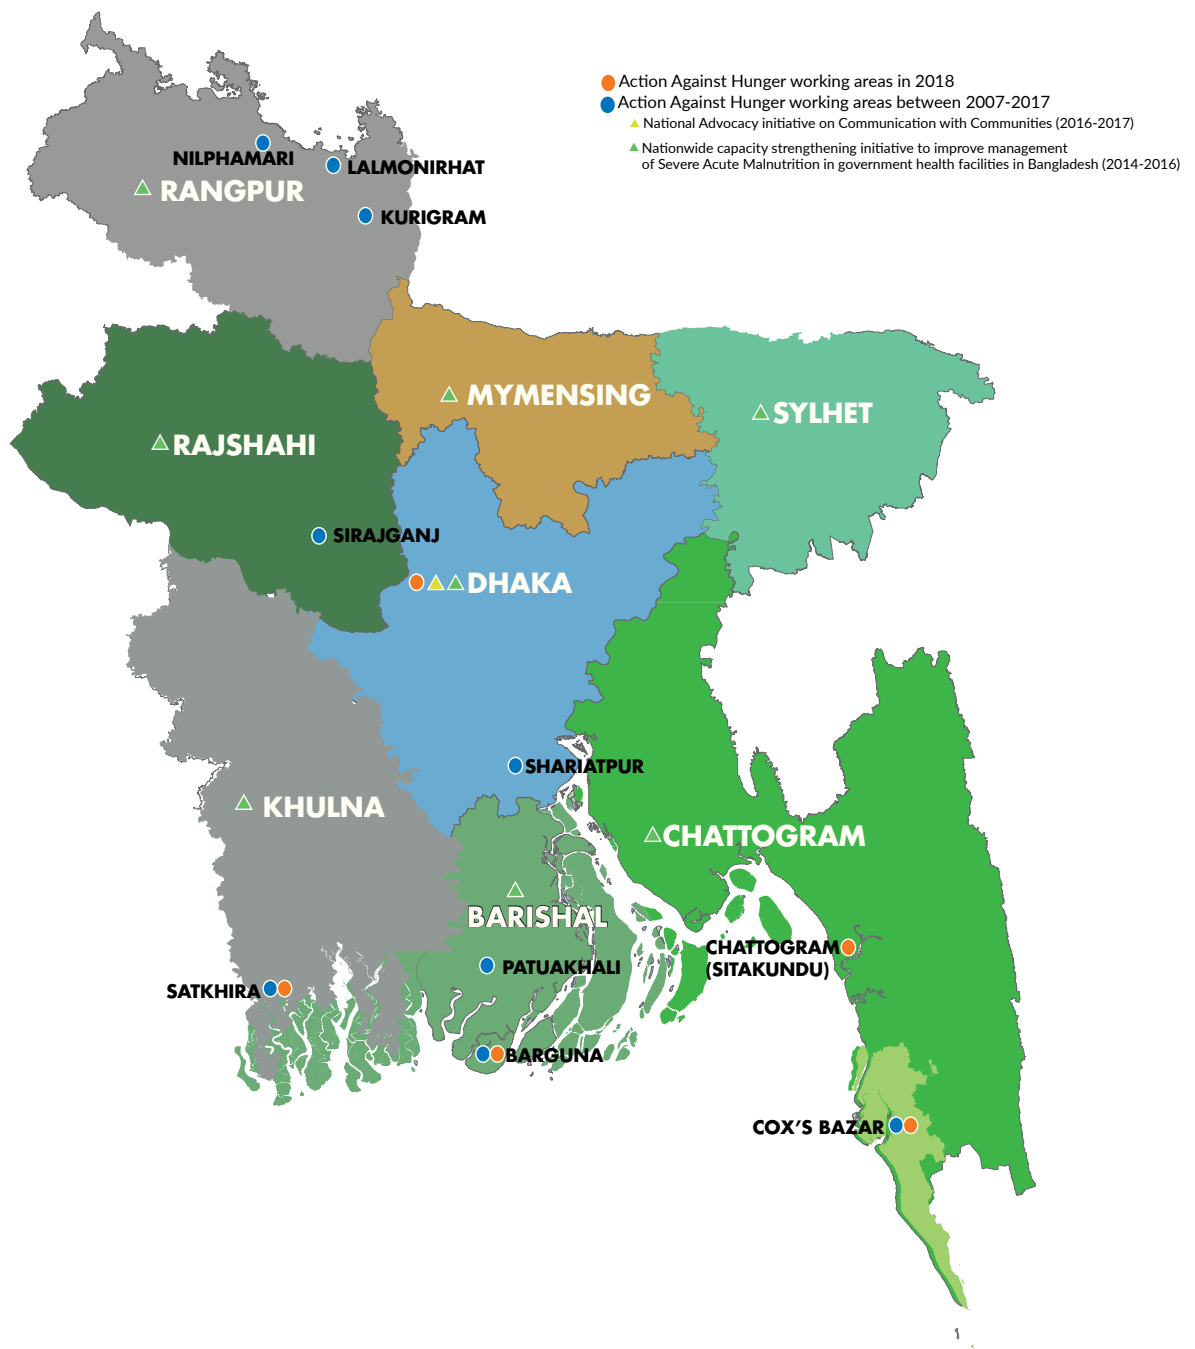 Action Against Hunger working areas in 2018
Action Against Hunger working areas between 2007-2017
National Advocacy initiative on Communication with Communities (2016-2017)
Nationwide capacity strengthening initiative to improve management
of Severe Acute Malnutrition in government health facilities in Bangladesh (2014-2016)
NILPHAMARI
LALMONIRHAT
RANGPUR
KURIGRAM
MYMENSING
SYLHET
RAJSHAHI
SIRAJGANJ
DHAKA
SHARIATPUR
KHULNA
CHATTOGRAM
BARISHAL
CHATTOGRAM
(SITAKUNDU)
PATUAKHALI
SATKHIRA
BARGUNA
COX'S BAZAR